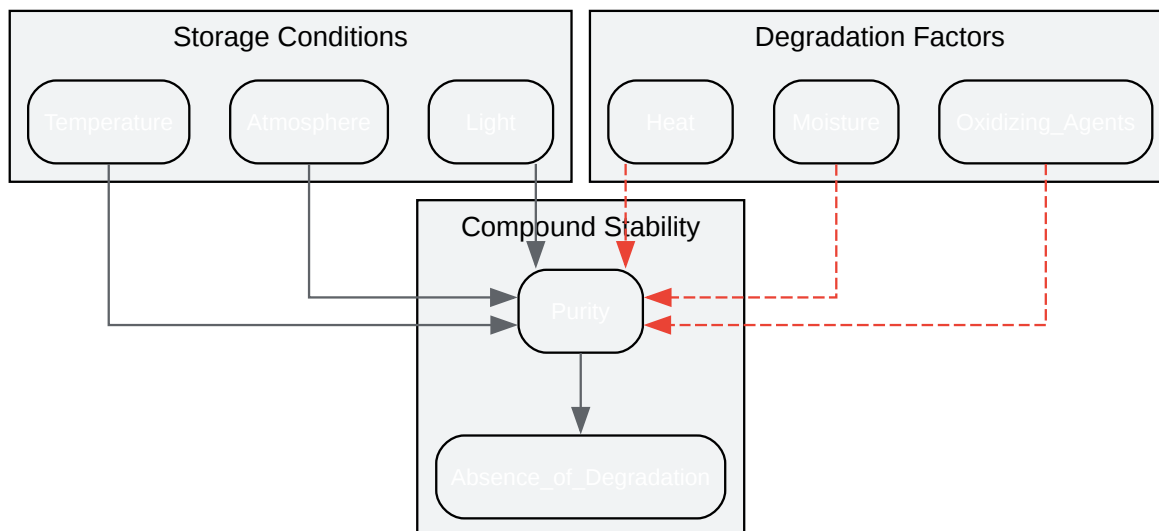 Storage Conditions
Degradation Factors
Temperature
Atmosphere
Light
Heat
Moisture
Oxidizing_Agents
Compound Stability
Purity
Absence_of_Degradation